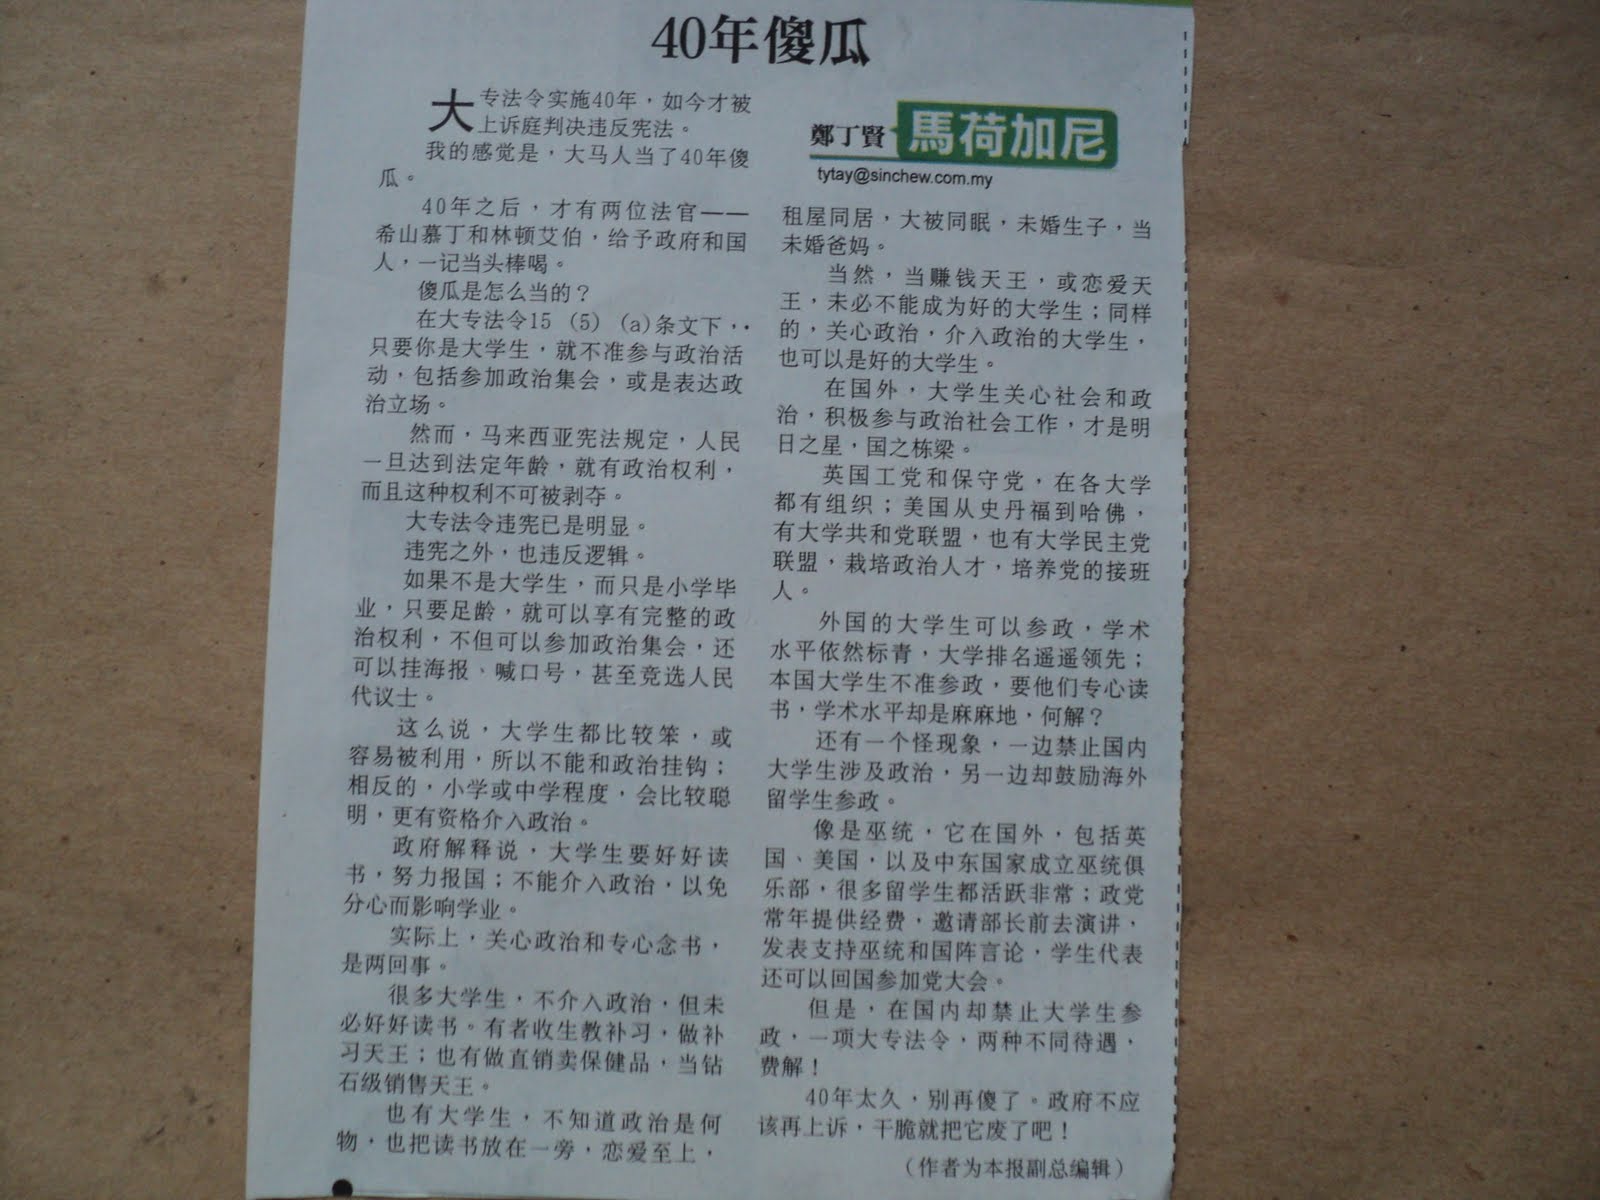 40年傻瓜
大专法令实施40年，如今才被
上诉庭判决违反宪法。
我的感觉是，大马人当了40年傻
瓜。
40年之后，才有两位法官——
希山慕丁和林顿艾伯，给予政府和国
人，一记当头棒喝。
傻瓜是怎么当的？
在大专法令15 (5) (a)条文下，
只要你是大学生，就不准参与政治活
动，包括参加政治集会，或是表达政
治立场。
然而，马来西亚宪法规定，人民
一旦达到法定年龄，就有政治权利，
而且这种权利不可被剥夺。
大专法令违宪已是明显。
违宪之外，也违反逻辑。
如果不是大学生，而只是小学毕
业，只要足龄，就可以享有完整的政
治权利，不但可以参加政治集会，还
可以挂海报、喊口号，甚至竞选人民
代议士。
这么说，大学生都比较笨，或
容易被利用，所以不能和政治挂钩；
相反的，小学或中学程度，会比较聪
明，更有资格介入政治。
政府解释说，大学生要好好读
书，努力报国；不能介入政治，以免
分心而影响学业。
实际上，关心政治和专心念书，
是两回事。
很多大学生，不介入政治，但未
必好好读书。有者收生教补习，做补
习天王；也有做直销卖保健品，当钻
石级销售天王。
也有大学生，不知道政治是何
物，也把读书放在一旁，恋爱至上，
鄭丁賢 馬荷加尼
tytay@sinchew.com.my
租屋同居，大被同眠，未婚生子，当
未婚爸妈。
当然，当赚钱天王，或恋爱天
王，未必不能成为好的大学生；同样
的，关心政治，介入政治的大学生，
也可以是好的大学生。
在国外，大学生关心社会和政
治，积极参与政治社会工作，才是明
日之星，国之栋梁。
英国工党和保守党，在各大学
都有组织；美国从史丹福到哈佛，
有大学共和党联盟，也有大学民主党
联盟，栽培政治人才，培养党的接班
人。
外国的大学生可以参政，学术
水平依然标青，大学排名遥遥领先；
本国大学生不准参政，要他们专心读
书，学术水平却是麻麻地，何解？
还有一个怪现象，一边禁止国内
大学生涉及政治，另一边却鼓励海外
留学生参政。
像是巫统，它在国外，包括英
国、美国，以及中东国家成立巫统俱
乐部，很多留学生都活跃非常；政党
常年提供经费，邀请部长前去演讲，
发表支持巫统和国阵言论，学生代表
还可以回国参加党大会。
但是，在国内却禁止大学生参
政，一项大专法令，两种不同待遇，
费解！
40年太久，别再傻了。政府不应
该再上诉，干脆就把它废了吧！
（作者为本报副总编辑）